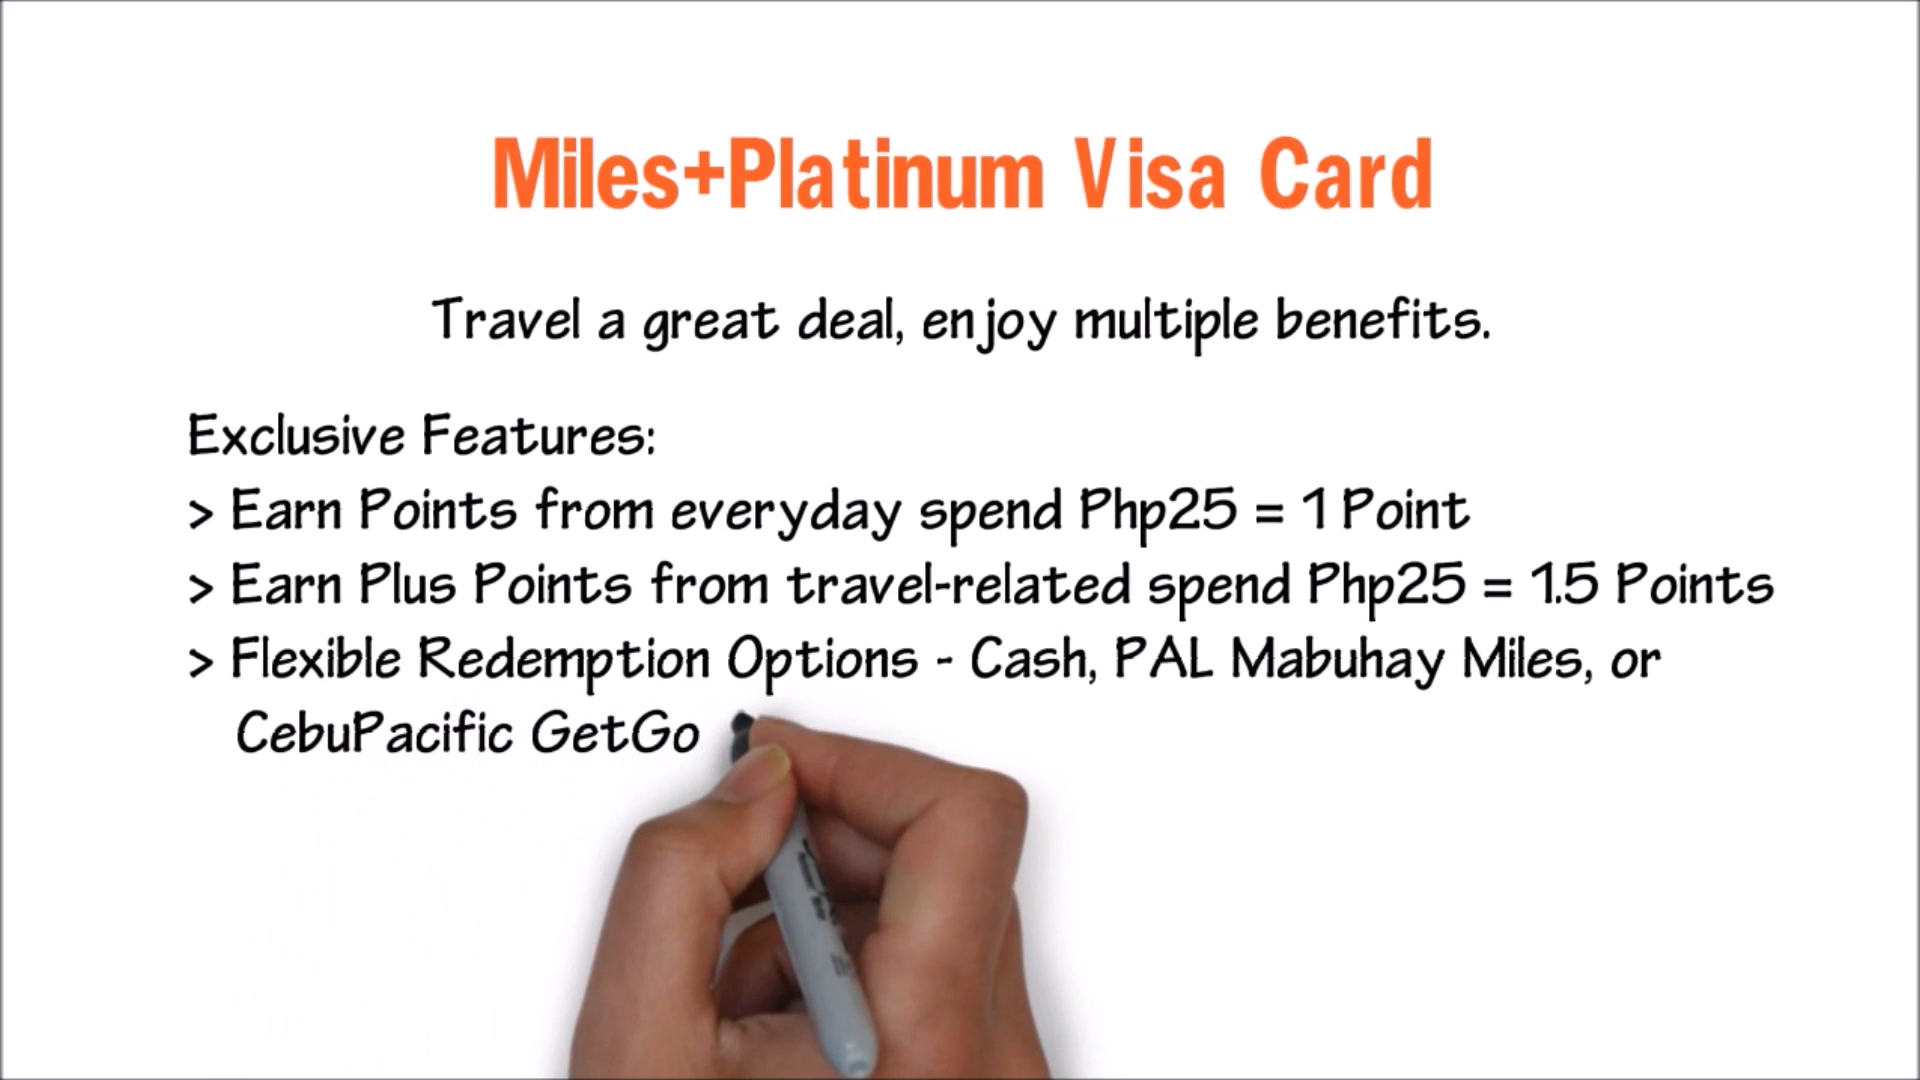 Miles+Platinum Visa Card
Travel a great deal, enjoy multiple benefits.
Exclusive Features:
> Earn Points from everyday spend Php25 = 1 Point
> Earn Plus Points from travel-related spend Php25 = 1.5 Points
> Flexible Redemption Options - Cash, PAL Mabuhay Miles, or
CebuPacific GetGo